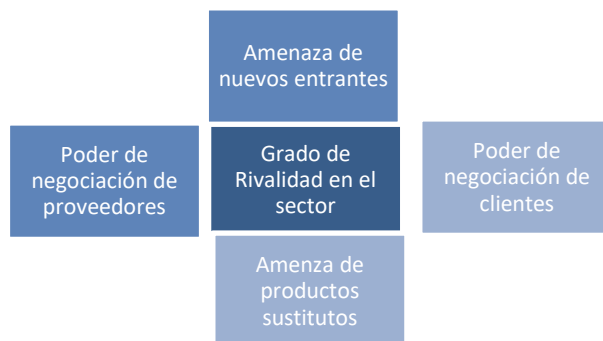 Amenaza de
nuevos entrantes
Poder de
negociación de
proveedores
Grado de
Rivalidad en el
sector
Poder de
negociación de
clientes
Amenza de
productos
sustitutos